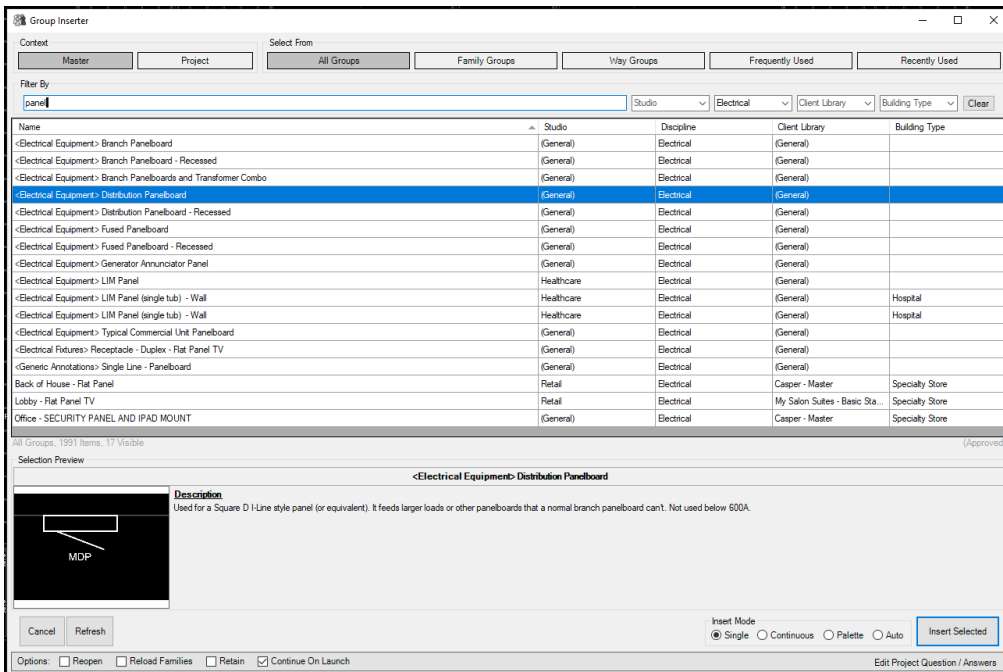 Group Inserter
Context
Select From
Master Project All Groups Family Groups Way Groups Frequently Used Recently Used
Filter By
panel Studio Electrical Client Library Building Type Clear
Name Studio Discipline Client Library Building Type
<Electrical Equipment> Branch Panelboard (General) Electrical (General)
<Electrical Equipment> Branch Panelboard - Recessed (General) Electrical (General)
<Electrical Equipment> Branch Panelboards and Transformer Combo (General) Electrical (General)
<Electrical Equipment> Distribution Panelboard (General) Electrical (General)
<Electrical Equipment> Distribution Panelboard - Recessed (General) Electrical (General)
<Electrical Equipment> Fused Panelboard (General) Electrical (General)
<Electrical Equipment> Fused Panelboard - Recessed (General) Electrical (General)
<Electrical Equipment> Generator Annunciator Panel (General) Electrical (General)
<Electrical Equipment> LIM Panel Healthcare Electrical (General)
<Electrical Equipment> LIM Panel (single tub) - Wall Healthcare Electrical (General) Hospital
<Electrical Equipment> LIM Panel (single tub) - Wall Healthcare Electrical (General) Hospital
<Electrical Equipment> Typical Commercial Unit Panelboard (General) Electrical (General)
<Electrical Fixtures> Receptacle - Duplex - Flat Panel TV (General) Electrical (General)
<Generic Annotations> Single Line - Panelboard (General) Electrical (General)
Back of House - Flat Panel Retail Electrical Casper - Master Specialty Store
Lobby - Flat Panel TV Retail Electrical My Salon Suites - Basic Sta... Specialty Store
Office - SECURITY PANEL AND IPAD MOUNT (General) Electrical Casper - Master Specialty Store
All Groups, 1991 Items, 17 Visible (Approved
Selection Preview
<Electrical Equipment> Distribution Panelboard
Description
Used for a Square D I-Line style panel (or equivalent). It feeds larger loads or other panelboards that a normal branch panelboard can't. Not used below 600A.
MDP
Cancel Refresh
Insert Mode
Single Continuous Palette Auto Insert Selected
Options: Reopen Reload Families Retain Continue On Launch Edit Project Question / Answers